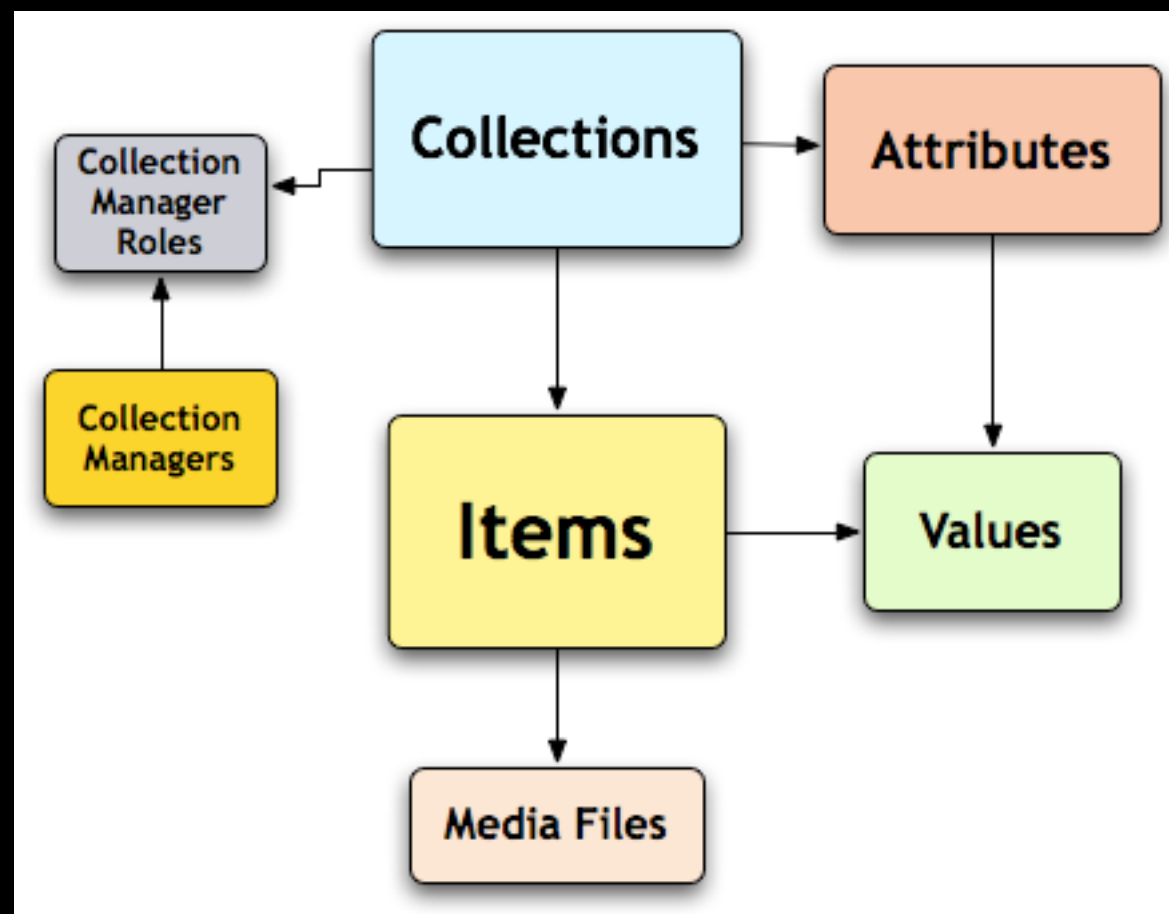 Collections
Attributes
Collection
Manager
Roles
Collection
Managers
Items
Values
Media Files